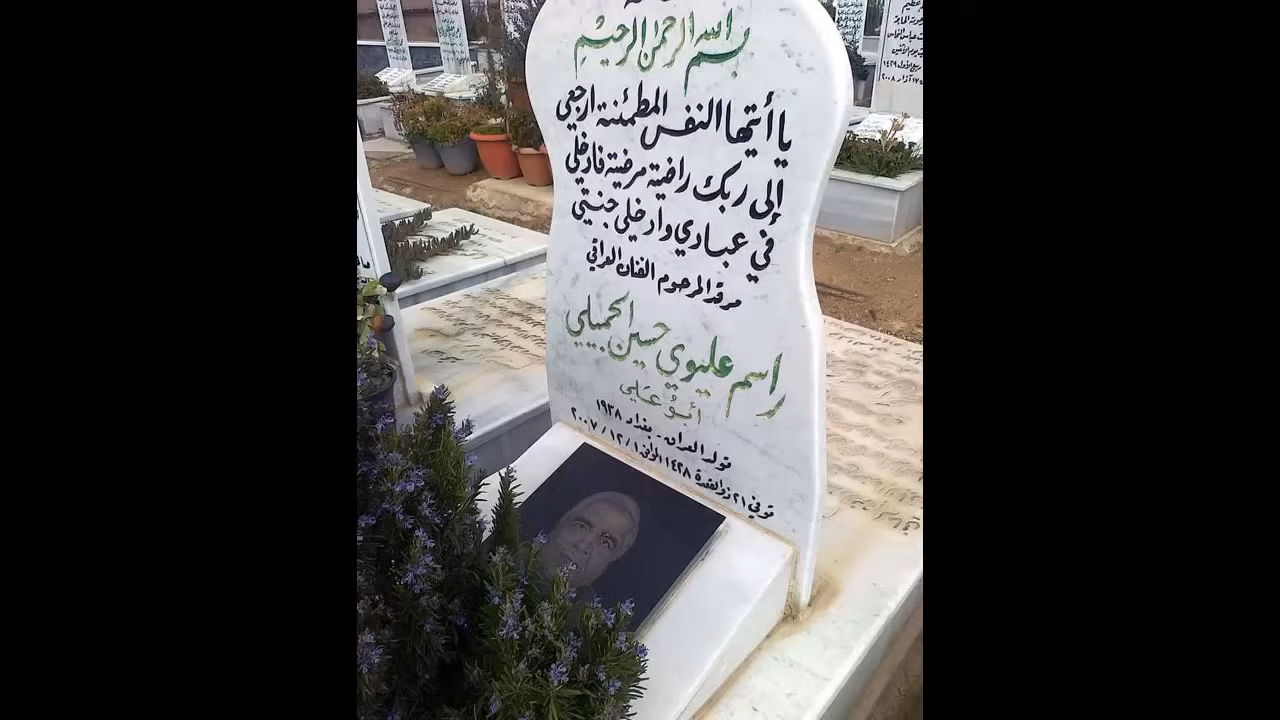 بسم الله الرحمن الرحيم
يا أيتها النفس المطمئنة ارجعي
إلى ربك راضية مرضية فادخلي
في عبادي وادخلي جنتي
مرقد المرحوم الفنان العراقي
راسم عليوي حسين الجميلي
أبو علي
تولد العراق - بغداد ١٩٣٨
توفي ٢١ ذو القعدة ١٤٢٨ الموافق ١ / ١٢ / ٢٠٠٧